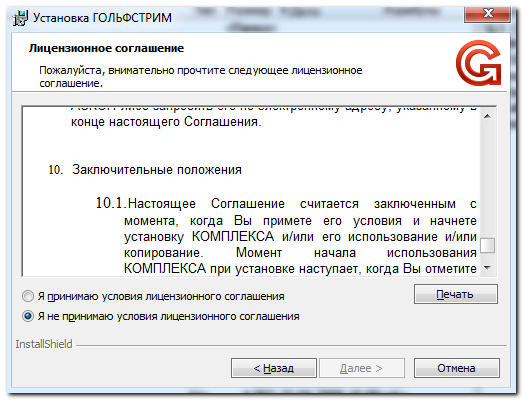 Установка ГОЛЬФСТРИМ
Лицензионное соглашение
Пожалуйста, внимательно прочтите следующее лицензионное
соглашение.
конце настоящего Соглашения.
10. Заключительные положения
10.1.Настоящее Соглашение считается заключенным с
момента, когда Вы примете его условия и начнете
установку КОМПЛЕКСА и/или его использование и/или
копирование. Момент начала использования
КОМПЛЕКСА при установке наступает, когда Вы отметите
Я принимаю условия лицензионного соглашения
Печать
Я не принимаю условия лицензионного соглашения
InstallShield
< Назад
Далее >
Отмена